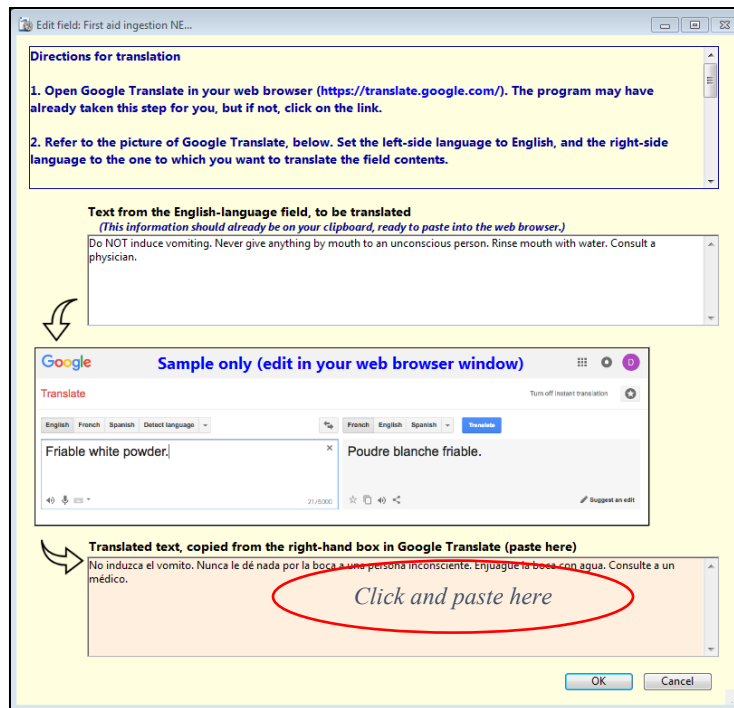 Edit field: First aid ingestion NE...
Directions for translation
1. Open Google Translate in your web browser (https://translate.google.com/). The program may have
already taken this step for you, but if not, click on the link.
2. Refer to the picture of Google Translate, below. Set the left-side language to English, and the right-side
language to the one to which you want to translate the field contents.
Text from the English-language field, to be translated
(This information should already be on your clipboard, ready to paste into the web browser.)
Do NOT induce vomiting. Never give anything by mouth to an unconscious person. Rinse mouth with water. Consult a
physician.
Google Sample only (edit in your web browser window) D
Translate Turn off instant translation
English French Spanish Detect language French English Spanish Translate
Friable white powder. Poudre blanche friable.
21/5000 Suggest an edit
Translated text, copied from the right-hand box in Google Translate (paste here)
No induzca el vomito. Nunca le dé nada por la boca a una persona inconsciente. Enjuague la boca con agua. Consulte a un
médico.
Click and paste here
OK Cancel